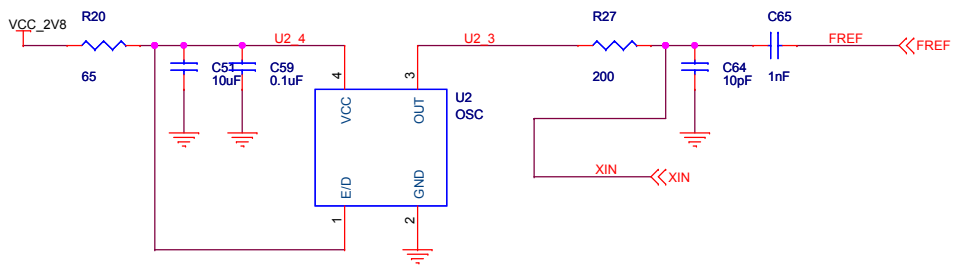 R20
R27
C65
VCC_2V8
U2_4
U2_3
FREF
FREF
65
C51
10uF
C59
0.1uF
200
C64
10pF
1nF
4
3
VCC
OUT
U2
OSC
E/D
GND
1
2
XIN
XIN